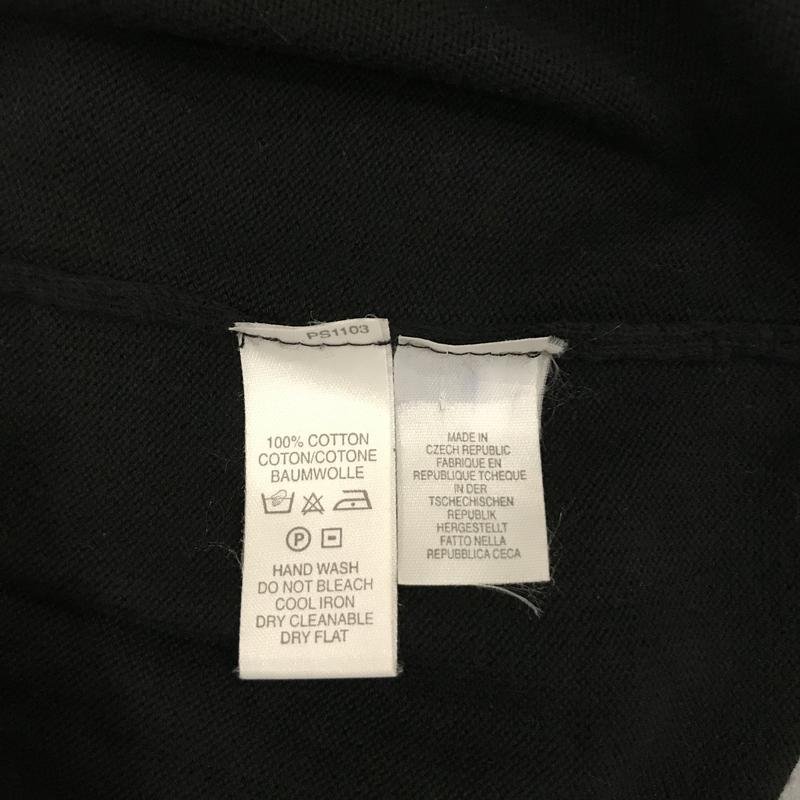 PS1103
100% COTTON
COTON/COTONE
BAUMWOLLE
P
HAND WASH
DO NOT BLEACH
COOL IRON
DRY CLEANABLE
DRY FLAT
MADE IN
CZECH REPUBLIC
FABRIQUE EN
REPUBLIQUE TCHEQUE
IN DER
TSCHECHISCHEN
REPUBLIK
HERGESTELLT
FATTO NELLA
REPUBBLICA CECA